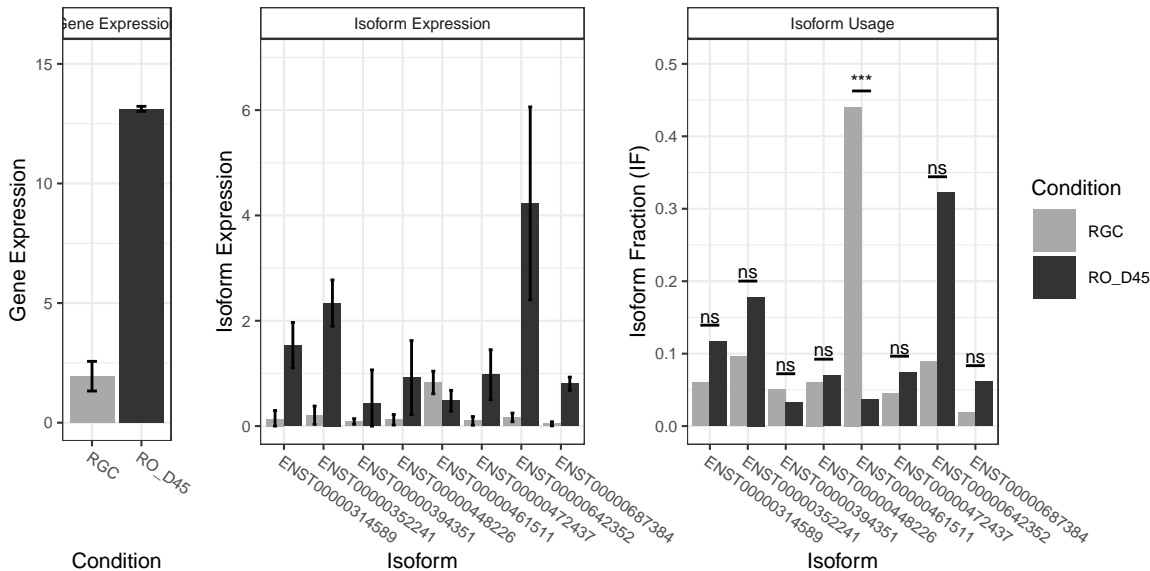 Gene Expression
Isoform Expression
Isoform Usage
Gene Expression
15
10
5
0
RGC
RO_D45
Condition
Isoform Expression
6
4
2
0
ENST00000314589
ENST00000352241
ENST00000394351
ENST00000448226
ENST00000461511
ENST00000472437
ENST00000642352
ENST00000687384
Isoform
Isoform Fraction (IF)
0.5
0.4
0.3
0.2
0.1
0.0
ns
ns
ns
ns
***
ns
ns
ns
ENST00000314589
ENST00000352241
ENST00000394351
ENST00000448226
ENST00000461511
ENST00000472437
ENST00000642352
ENST00000687384
Isoform
Condition
RGC
RO_D45